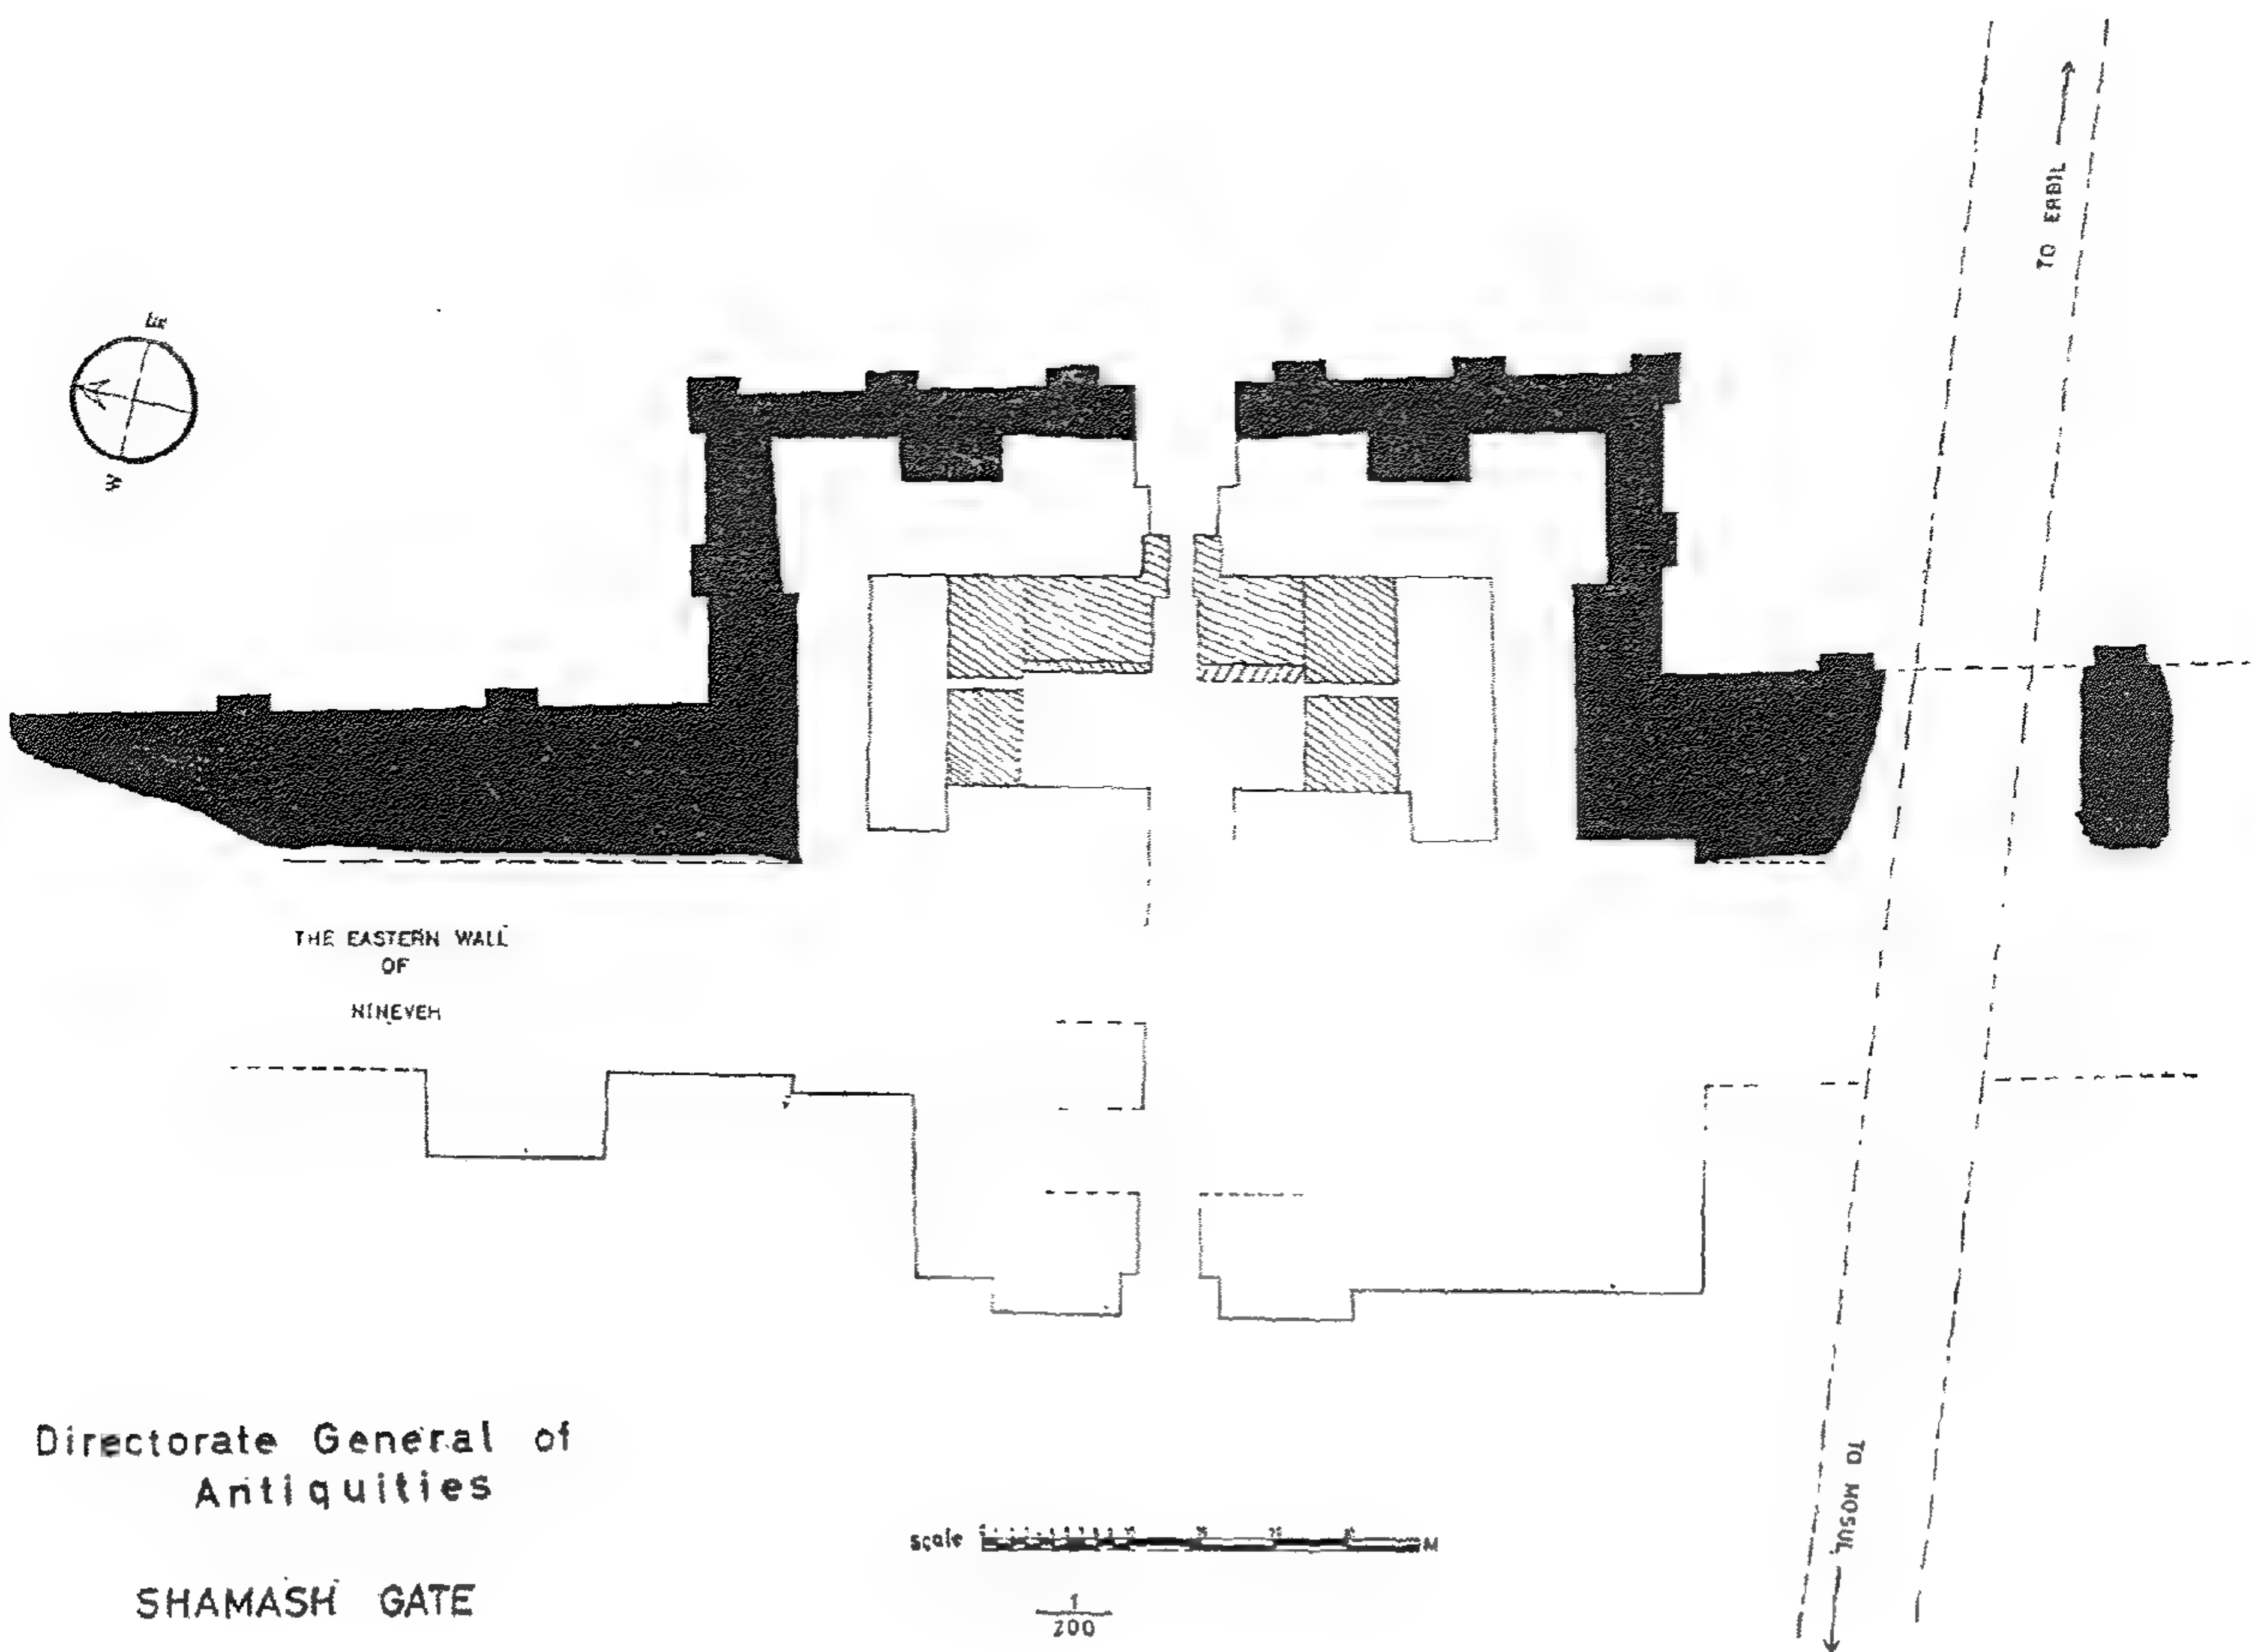 E
W
TO ERBIL
THE EASTERN WALL
OF
NINEVEH
TO MOSUL
Directorate General of
Antiquities
SHAMASH GATE
scale
M
1
200